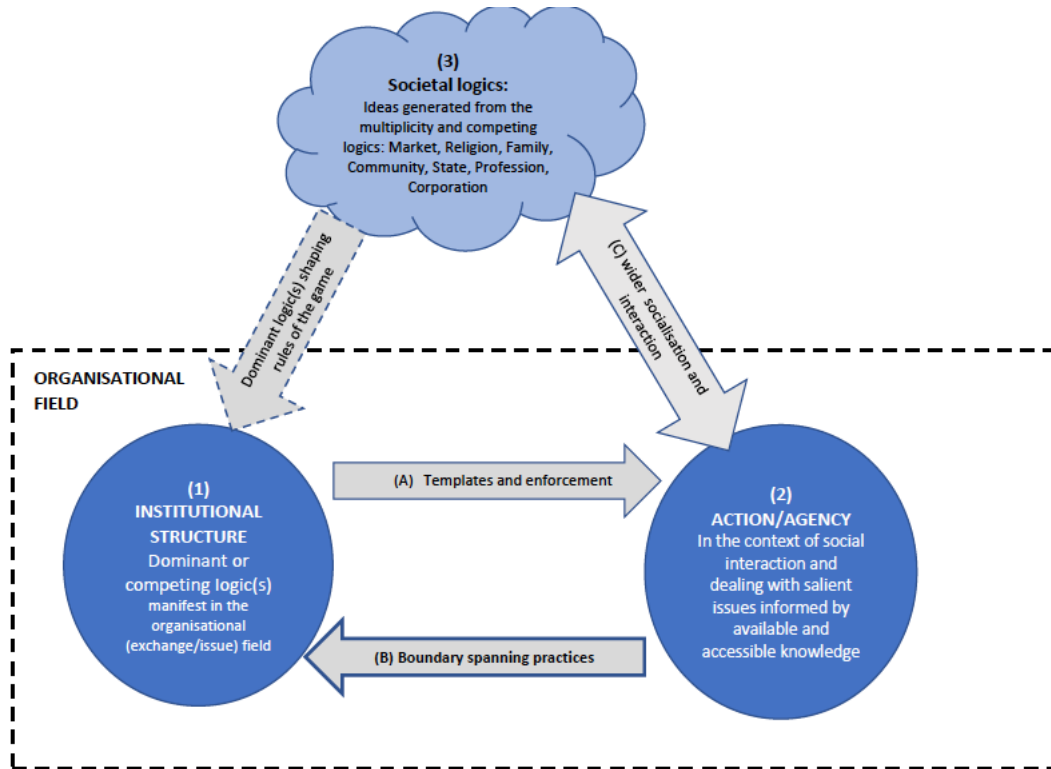 (3)
Societal logics:
Ideas generated from the
multiplicity and competing
logics: Market, Religion, Family,
Community, State, Profession,
Corporation
Dominant logic(s) shaping
rules of the game
(C) wider socialisation and
interaction
ORGANISATIONAL
FIELD
(1)
INSTITUTIONAL
STRUCTURE
Dominant or
competing logic(s)
manifest in the
organisational
(exchange/issue) field
(A) Templates and enforcement
(2)
ACTION/AGENCY
In the context of social
interaction and
dealing with salient
issues informed by
available and
accessible knowledge
(B) Boundary spanning practices